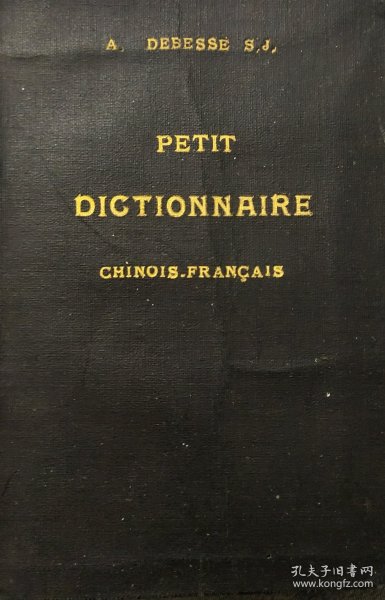 A. DEBESSE S.J.
PETIT
DICTIONNAIRE
CHINOIS-FRANÇAIS
孔夫子旧书网
www.kongfz.com